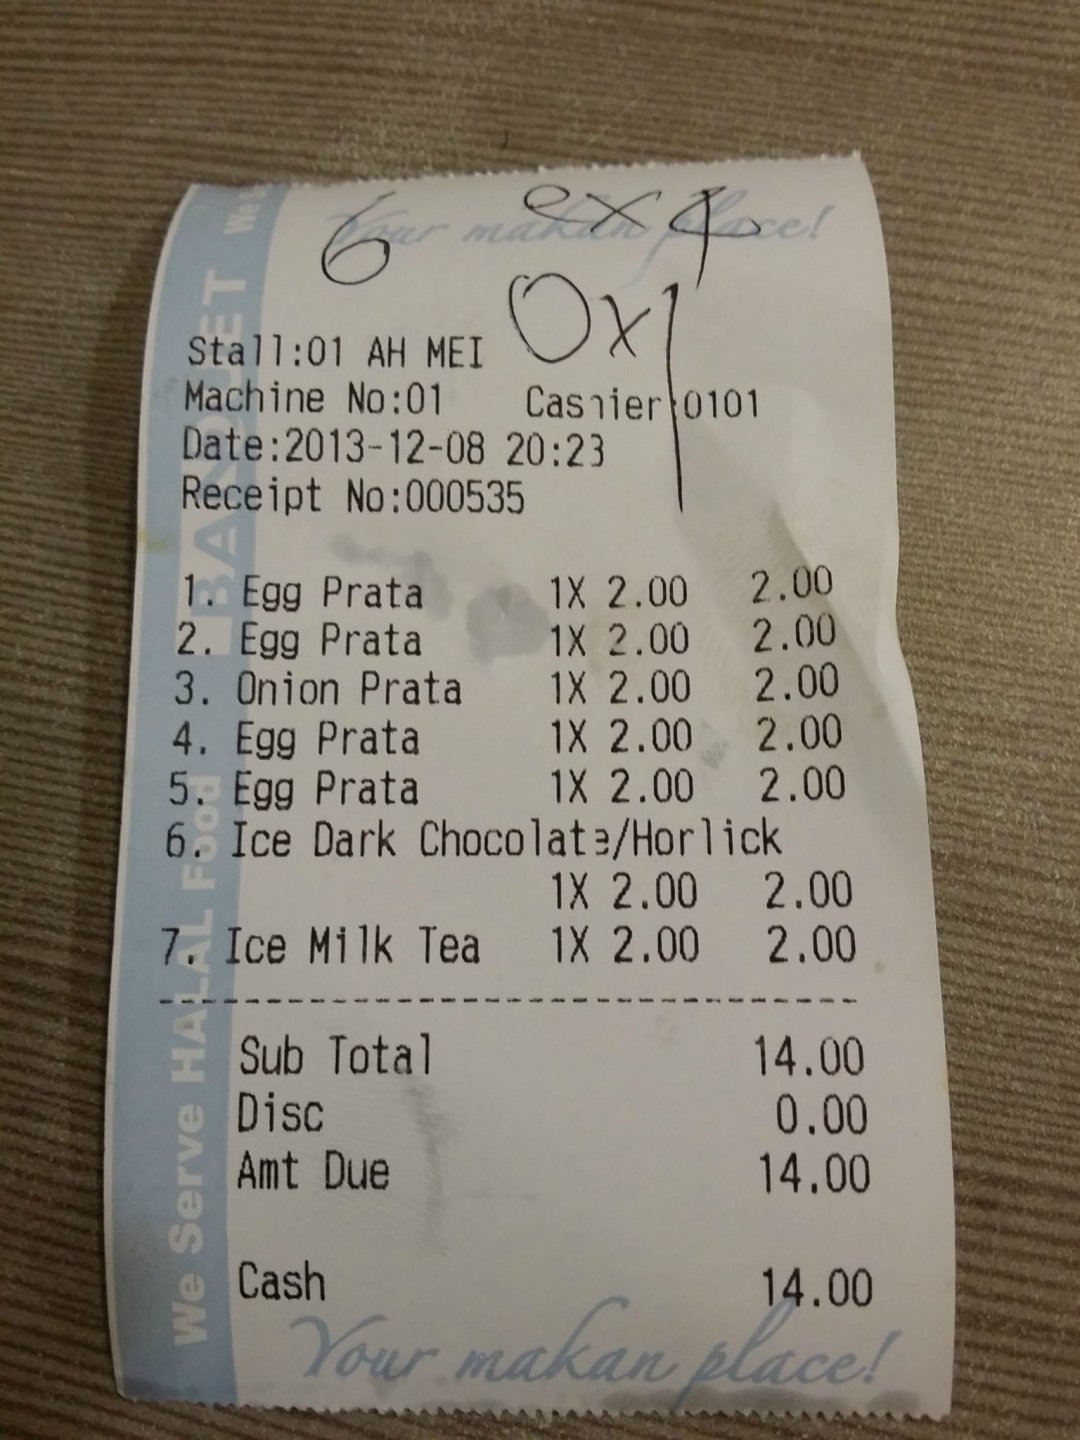 Your makan place!
6 ex4
0x1
Stall:01 AH MEI
Machine No:01 Cashier:0101
Date:2013-12-08 20:23
Receipt No:000535
1. Egg Prata 1X 2.00 2.00
2. Egg Prata 1X 2.00 2.00
3. Onion Prata 1X 2.00 2.00
4. Egg Prata 1X 2.00 2.00
5. Egg Prata 1X 2.00 2.00
6. Ice Dark Chocolate/Horlick
1X 2.00 2.00
7. Ice Milk Tea 1X 2.00 2.00
Sub Total 14.00
Disc 0.00
Amt Due 14.00
Cash 14.00
Your makan place!
We Serve HALAL Food